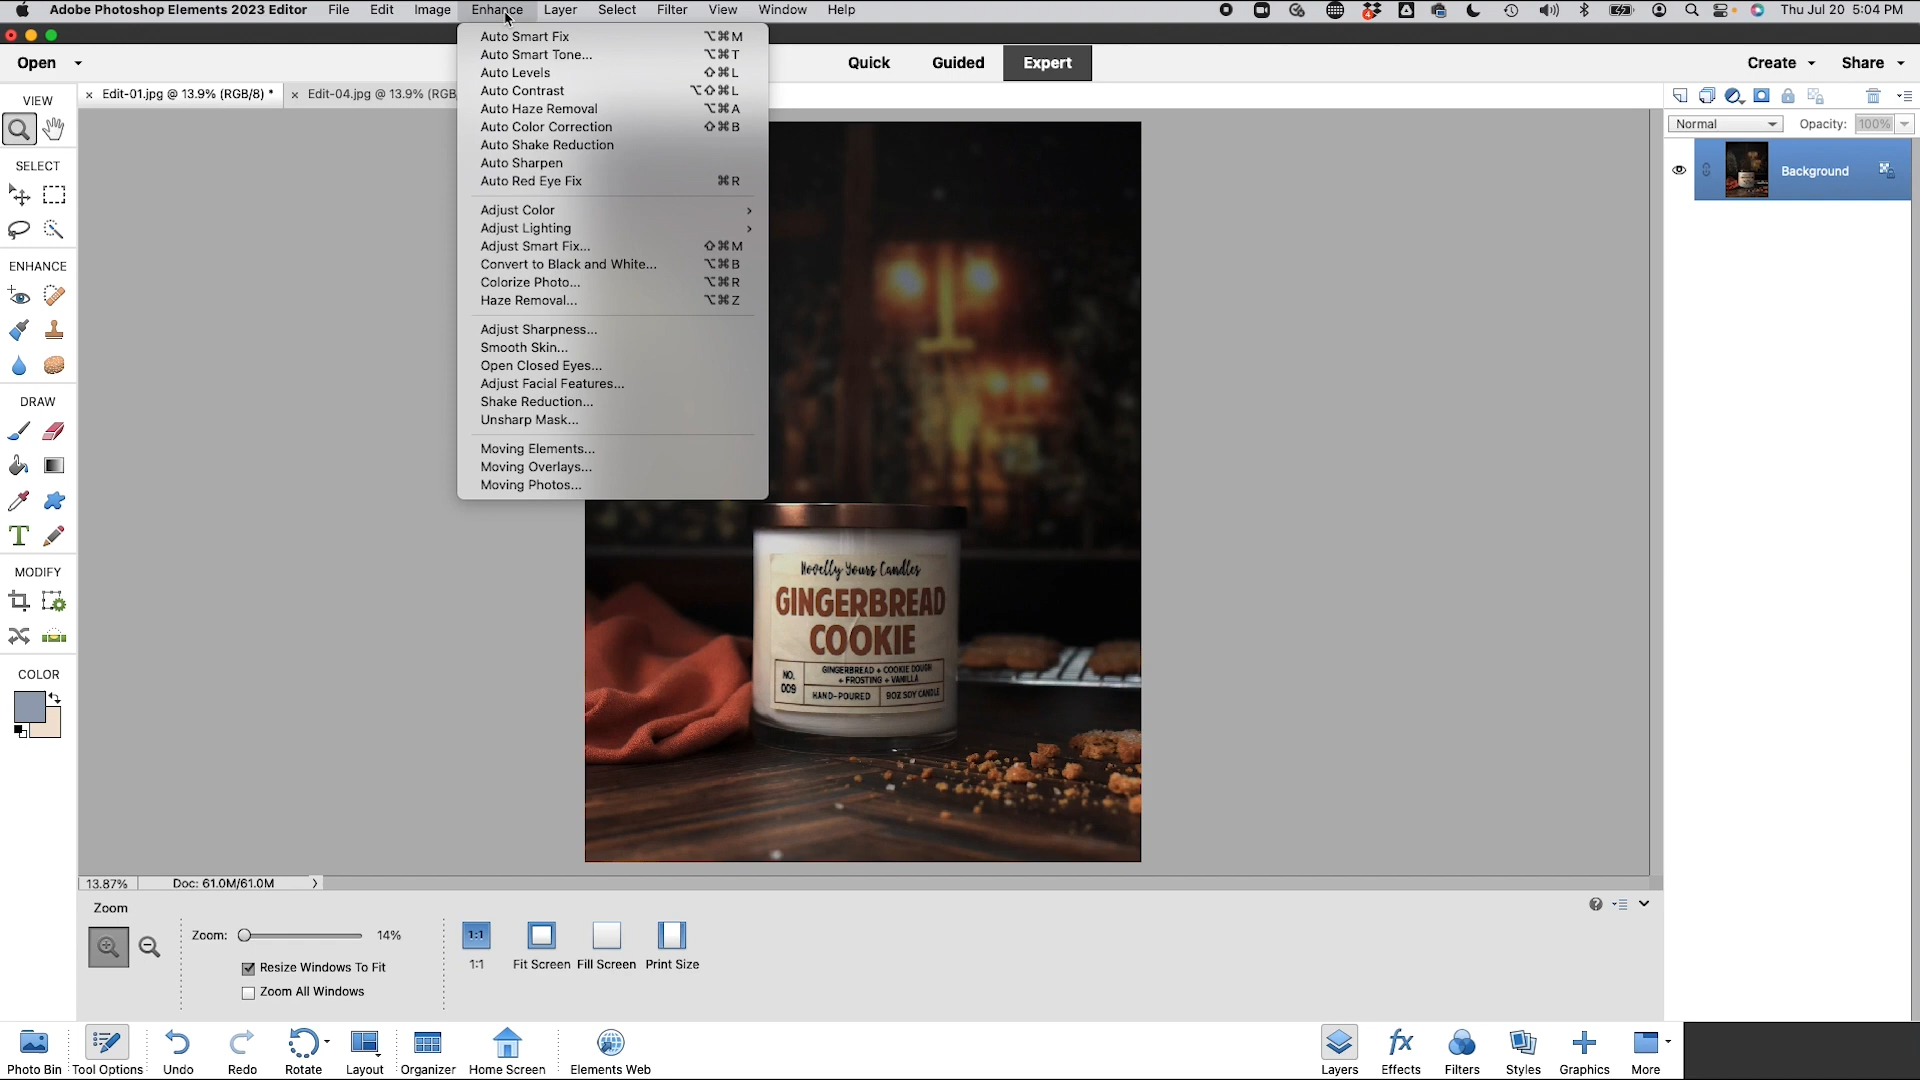 Adobe Photoshop Elements 2023 Editor File Edit Image Enhance Layer Select Filter View Window Help Thu Jul 20 5:04 PM
Open Quick Guided Expert Create Share
VIEW
Edit-01.jpg @ 13.9% (RGB/8) * Edit-04.jpg @ 13.9% (RGB
Normal Opacity: 100%
Background
SELECT
ENHANCE
DRAW
MODIFY
COLOR
Auto Smart Fix ⌥⌘M
Auto Smart Tone... ⌥⌘T
Auto Levels ⇧⌘L
Auto Contrast ⌥⇧⌘L
Auto Haze Removal ⌥⌘A
Auto Color Correction ⇧⌘B
Auto Shake Reduction
Auto Sharpen
Auto Red Eye Fix ⌘R
Adjust Color >
Adjust Lighting >
Adjust Smart Fix... ⇧⌘M
Convert to Black and White... ⌥⌘B
Colorize Photo... ⌥⌘R
Haze Removal... ⌥⌘Z
Adjust Sharpness...
Smooth Skin...
Open Closed Eyes...
Adjust Facial Features...
Shake Reduction...
Unsharp Mask...
Moving Elements...
Moving Overlays...
Moving Photos...
Novelly Yours Candles
GINGERBREAD
COOKIE
NO. 009
GINGERBREAD + COOKIE DOUGH
+ FROSTING + VANILLA
HAND-POURED 9OZ SOY CANDLE
13.87% Doc: 61.0M/61.0M
Zoom
Zoom: 14%
Resize Windows To Fit
Zoom All Windows
1:1
1:1 Fit Screen Fill Screen Print Size
Photo Bin Tool Options Undo Redo Rotate Layout Organizer Home Screen Elements Web Layers Effects Filters Styles Graphics More